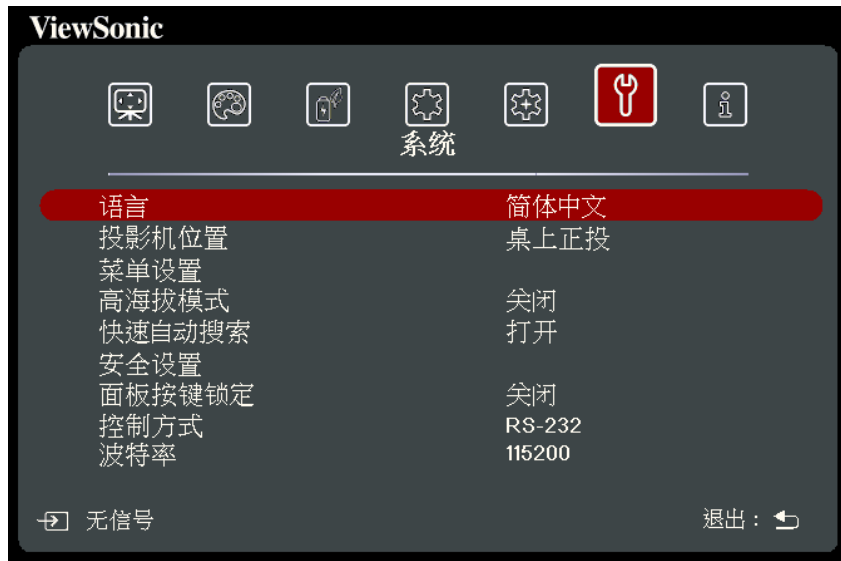 ViewSonic
系统
语言 简体中文
投影机位置 桌上正投
菜单设置
高海拔模式 关闭
快速自动搜索 打开
安全设置
面板按键锁定 关闭
控制方式 RS-232
波特率 115200
无信号 退出：